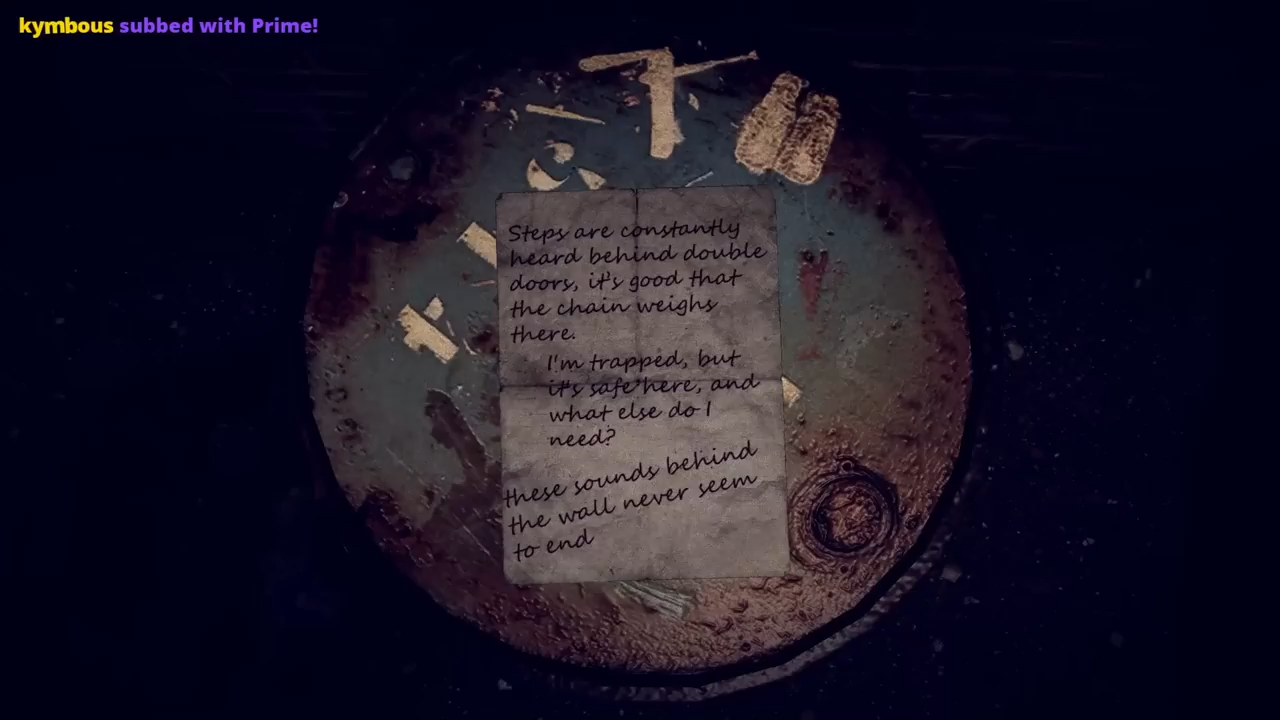 kymbous subbed with Prime!
Steps are constantly
heard behind double
doors, it's good that
the chain weighs
there.
I'm trapped, but
it's safe here, and
what else do I
need?
these sounds behind
the wall never seem
to end